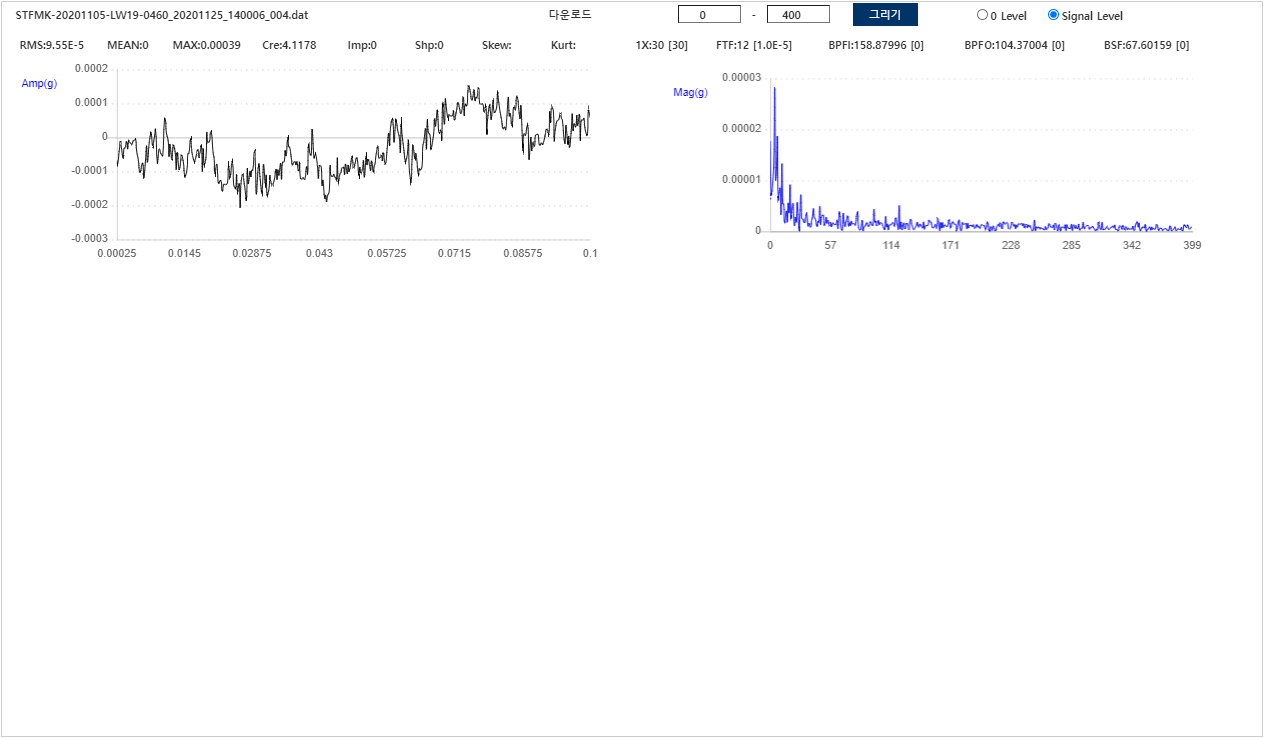 STFMK-20201105-LW19-0460_20201125_140006_004.dat 다운로드 0 - 400 그리기 0 Level Signal Level
RMS:9.55E-5 MEAN:0 MAX:0.00039 Cre:4.1178 Imp:0 Shp:0 Skew: Kurt: 1X:30 [30] FTF:12 [1.0E-5] BPFI:158.87996 [0] BPFO:104.37004 [0] BSF:67.60159 [0]
Amp(g)
0.0002
0.0001
0
-0.0001
-0.0002
-0.0003
0.00025 0.0145 0.02875 0.043 0.05725 0.0715 0.08575 0.1
Mag(g)
0.00003
0.00002
0.00001
0
0 57 114 171 228 285 342 399